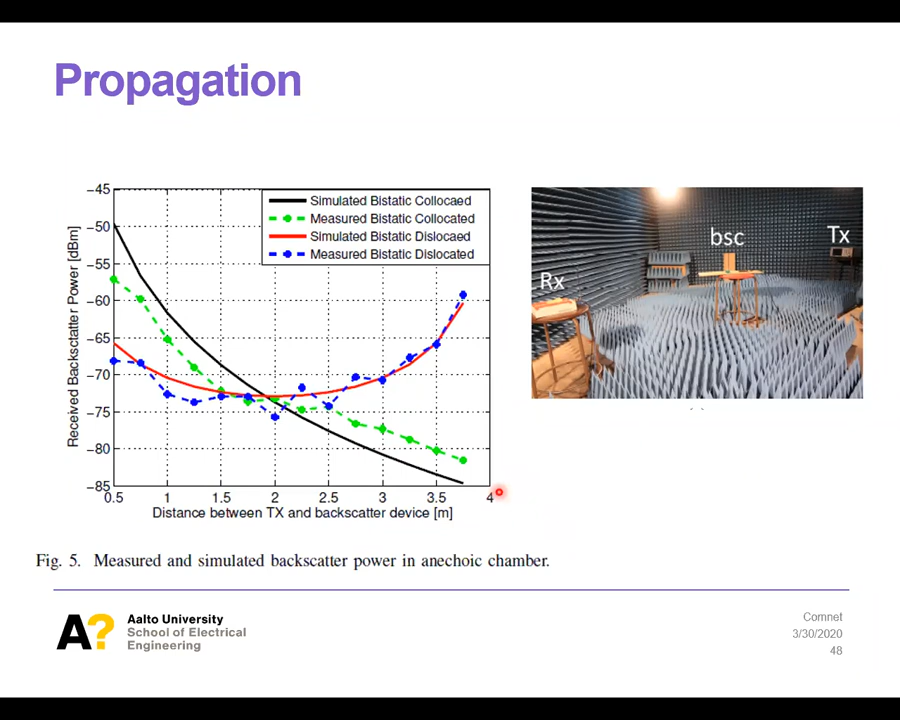 Propagation
−45
−50
−55
−60
−65
−70
−75
−80
−85
Received Backsctatter Power [dBm]
Simulated Bistatic Collocaed
Measured Bistatic Collocated
Simulated Bistatic Dislocaed
Measured Bistatic Dislocated
0.5 1 1.5 2 2.5 3 3.5 4
Distance between TX and backscatter device [m]
Rx
bsc
Tx
Fig. 5. Measured and simulated backscatter power in anechoic chamber.
A?
Aalto University
School of Electrical
Engineering
Comnet
3/30/2020
48